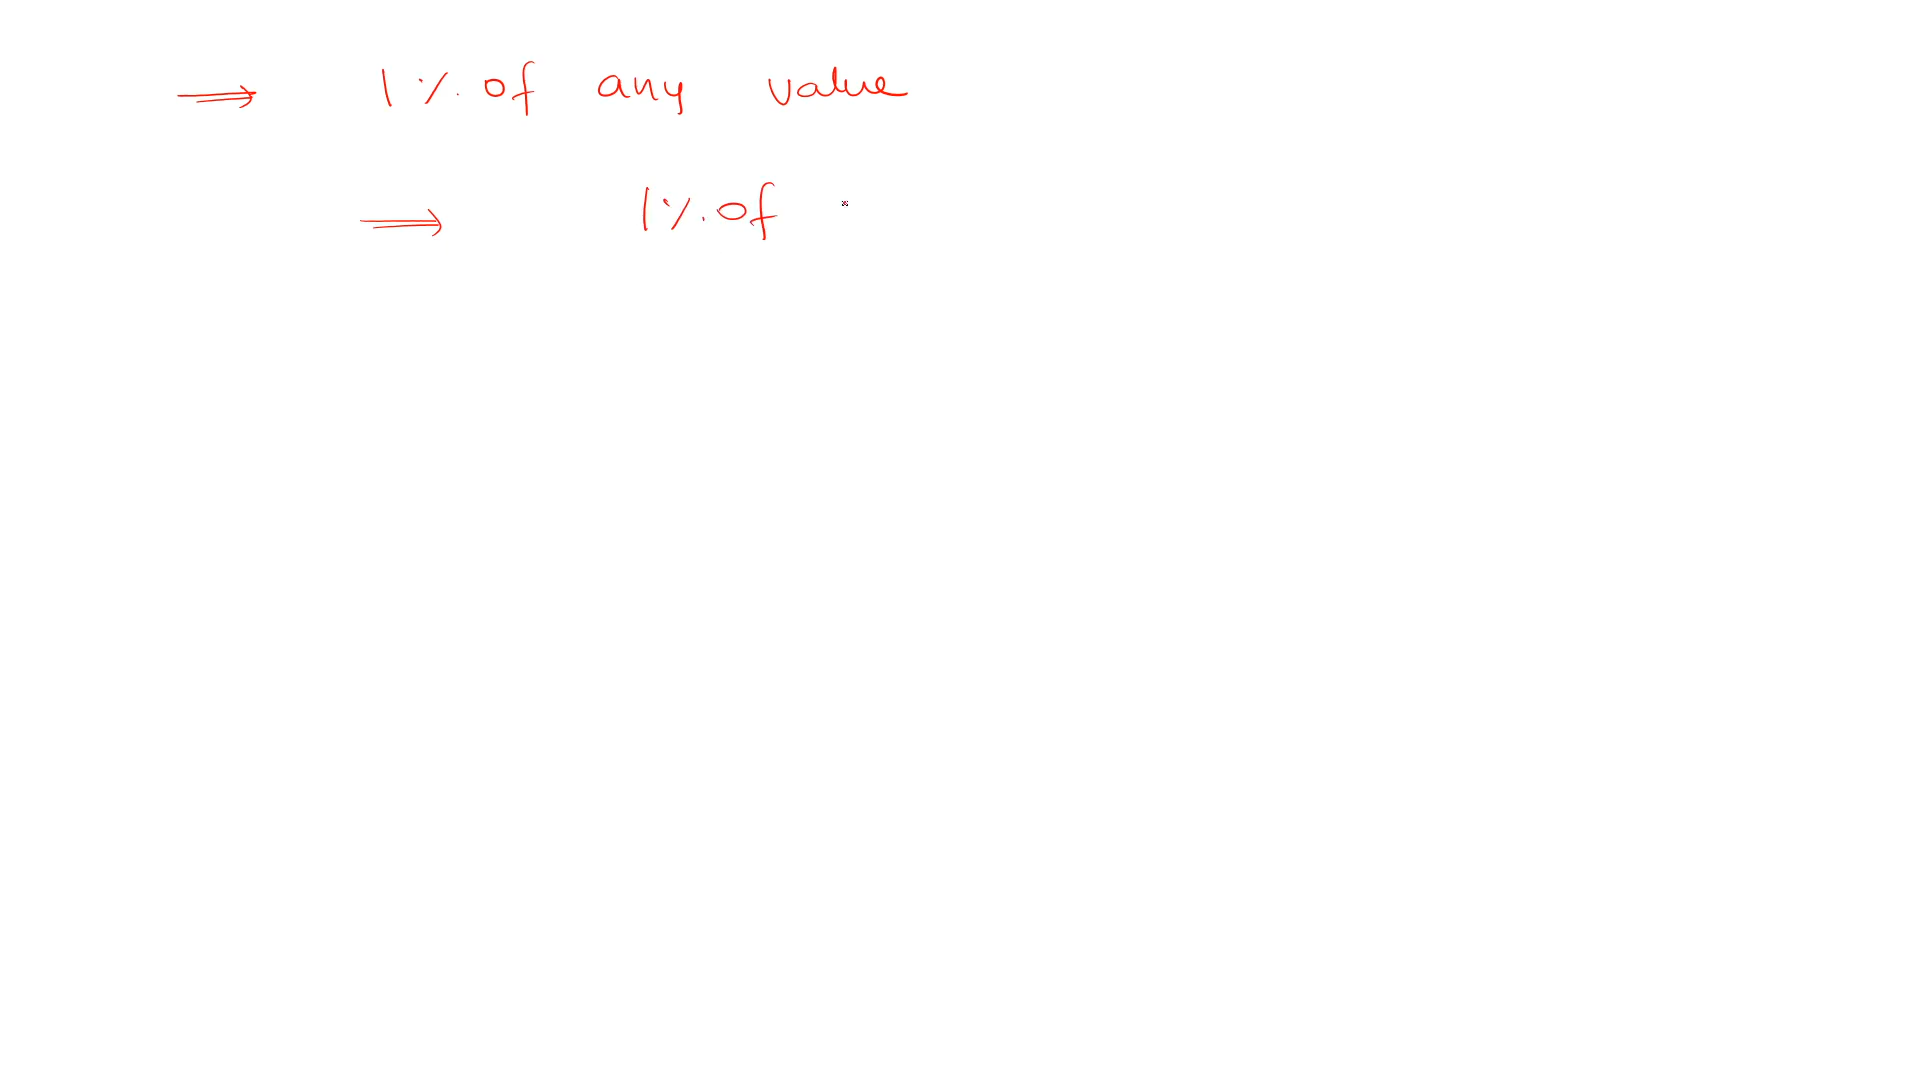 ⇒ 1% of any value
⇒ 1% of